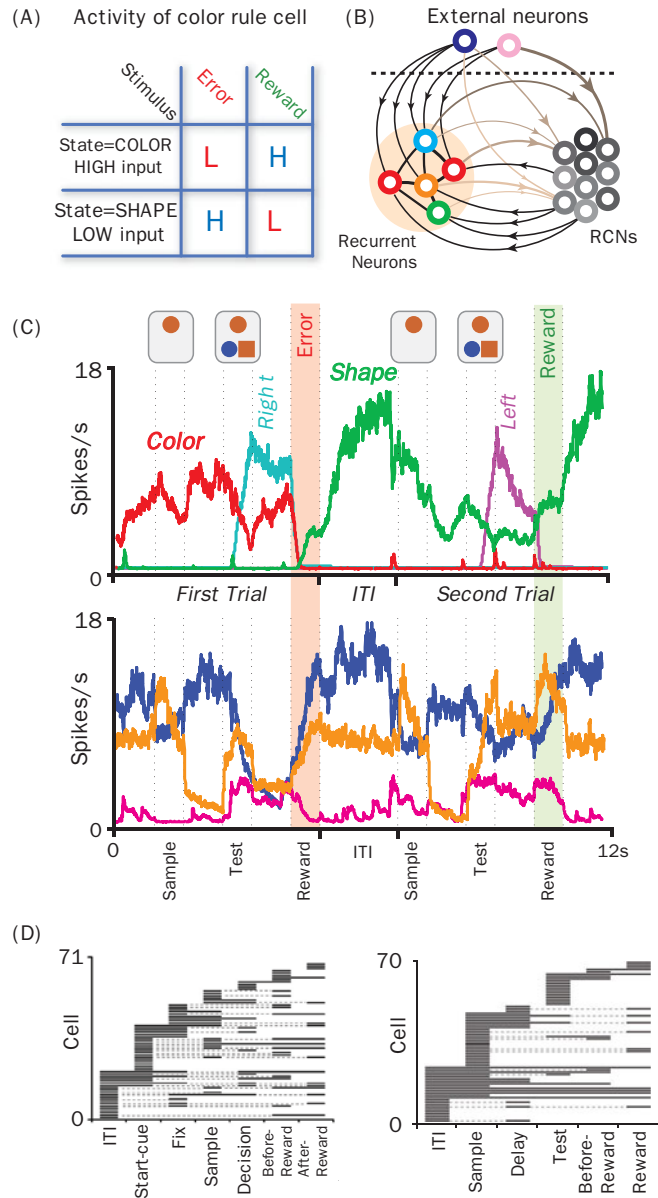 (A)
Activity of color rule cell
Stimulus
Error
Reward
State=COLOR
HIGH input
L
H
State=SHAPE
LOW input
H
L
(B)
External neurons
Recurrent
Neurons
RCNs
(C)
18
Spikes/s
0
Color
Right
Error
Shape
Left
Reward
12
First Trial
ITI
Second Trial
18
Spikes/s
0
0
Sample
Test
Reward
ITI
Sample
Test
Reward
12s
(D)
71
Cell
0
ITI
Start-cue
Fix
Sample
Decision
Before-
Reward
After-
Reward
70
Cell
0
ITI
Sample
Delay
Test
Before-
Reward
Reward